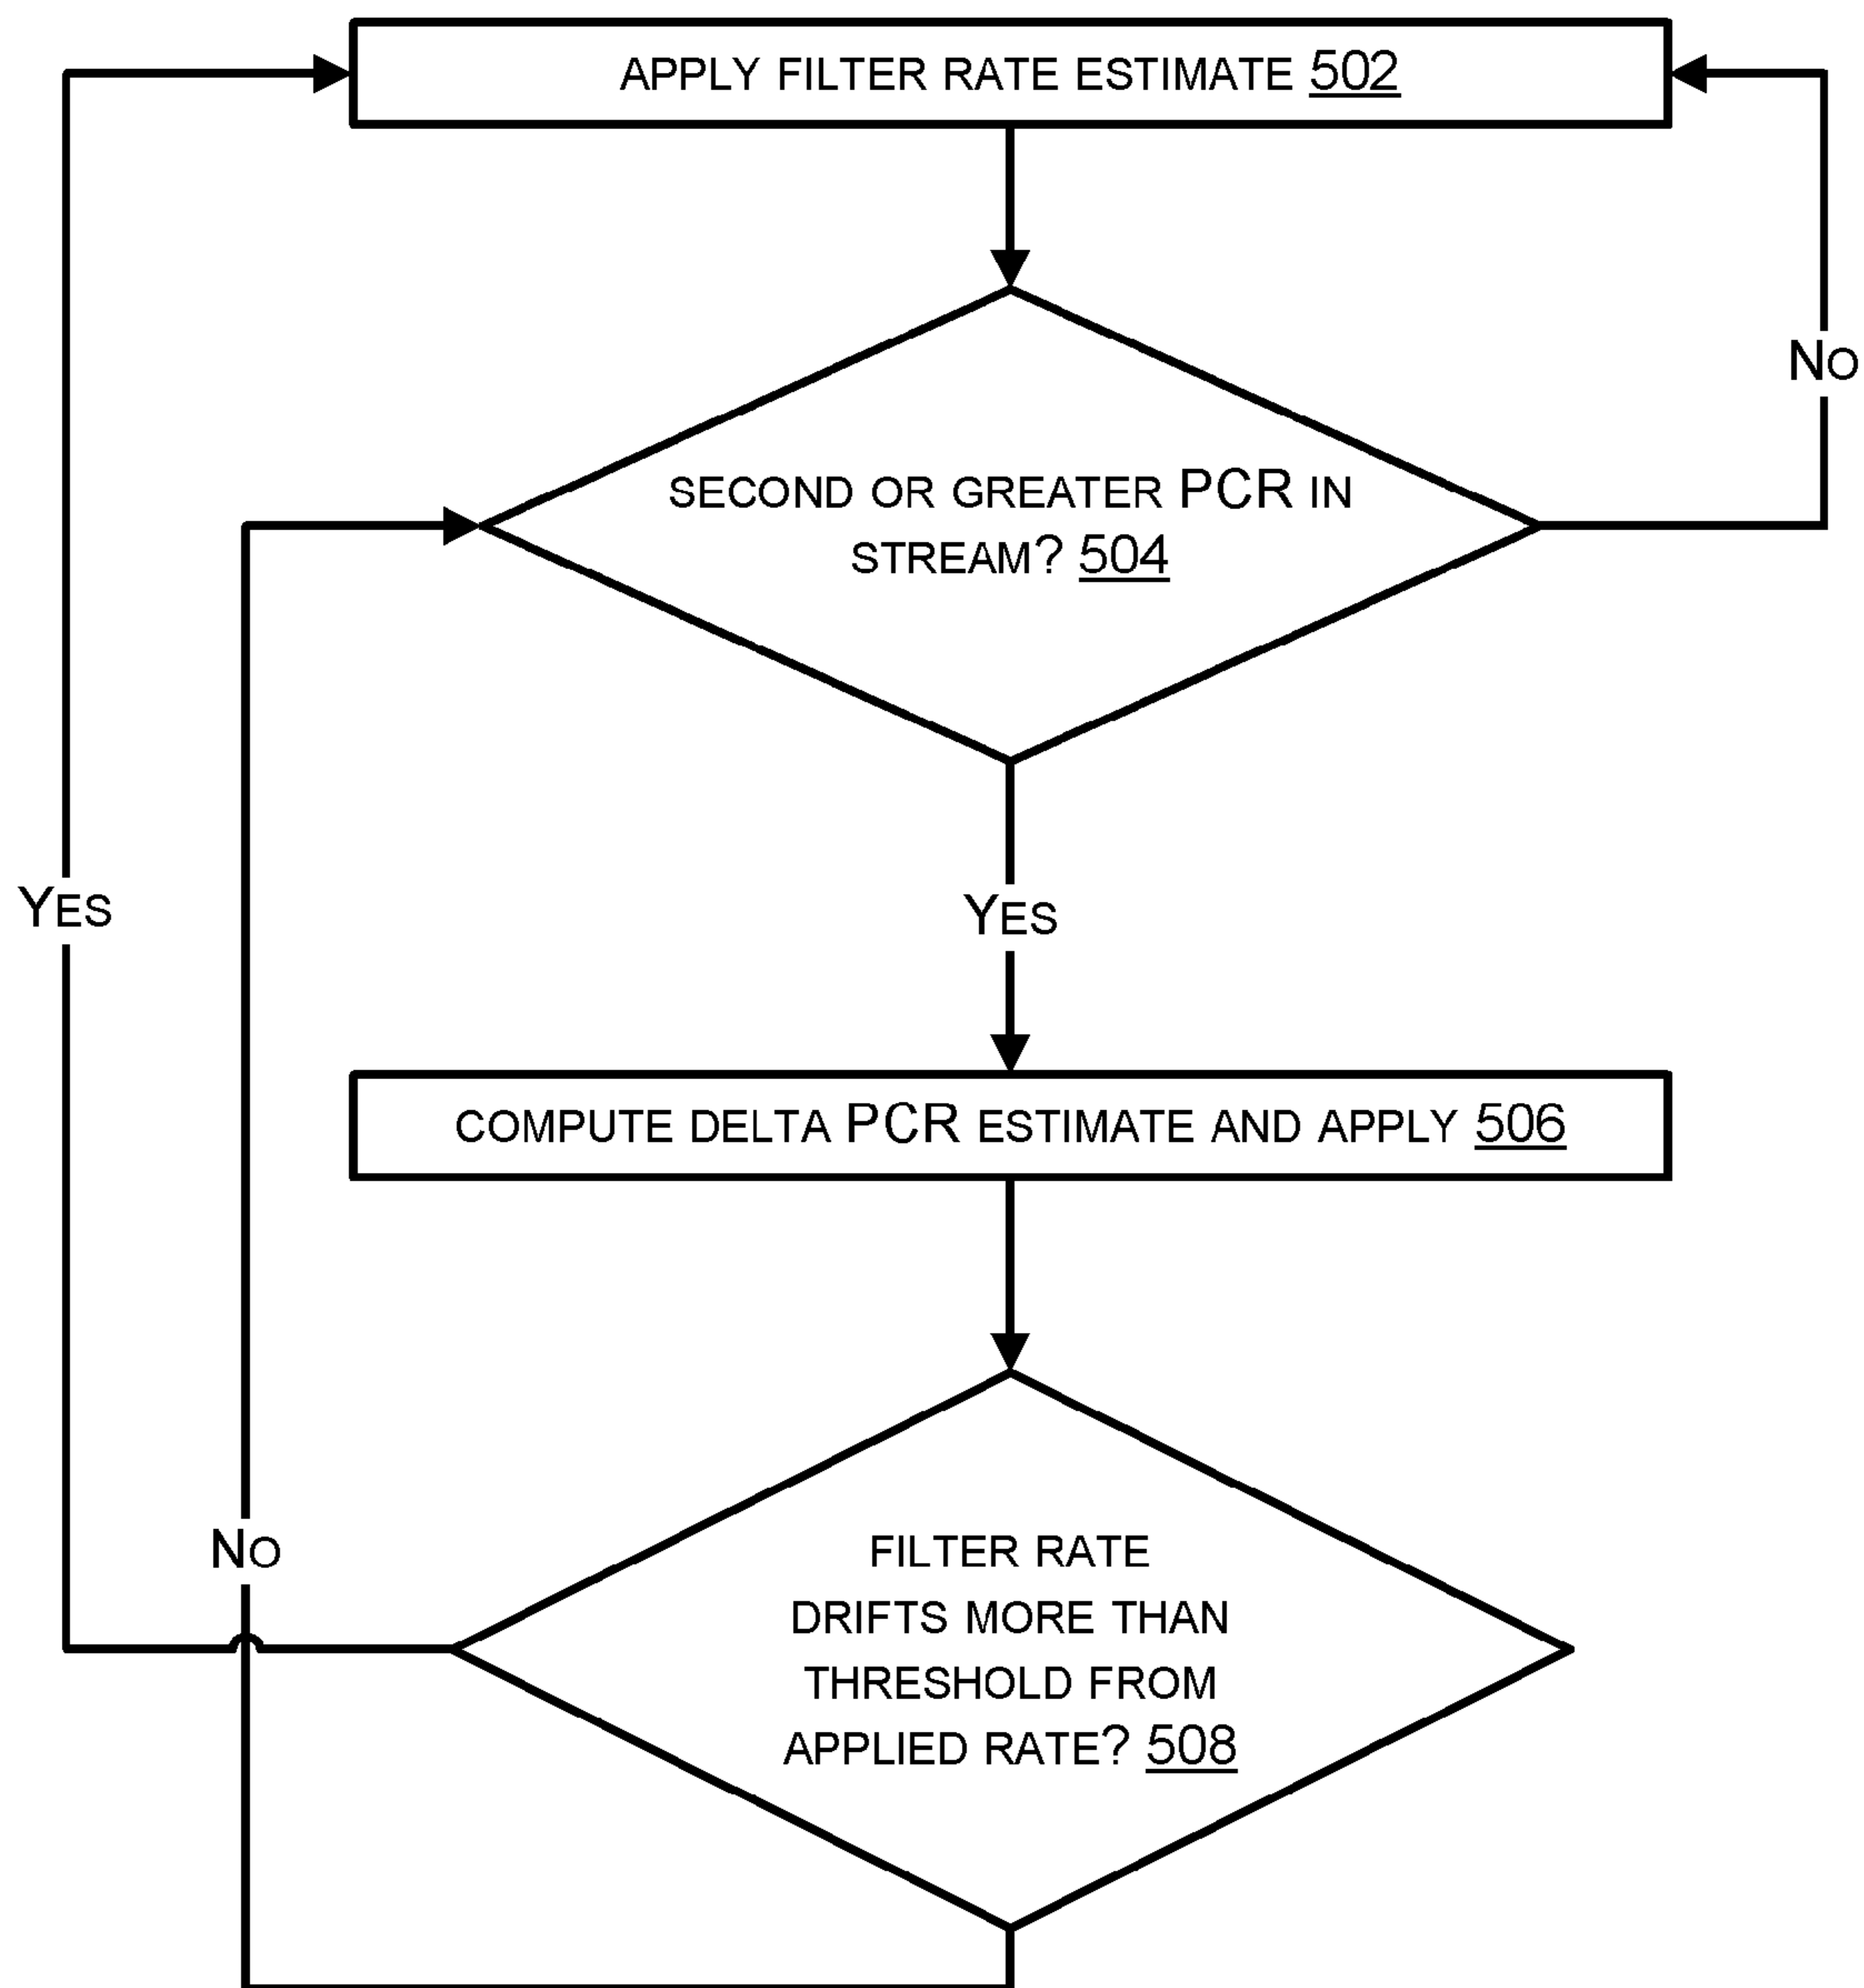 APPLY FILTER RATE ESTIMATE 502
NO
SECOND OR GREATER PCR IN
STREAM? 504
YES
YES
COMPUTE DELTA PCR ESTIMATE AND APPLY 506
NO
FILTER RATE
DRIFTS MORE THAN
THRESHOLD FROM
APPLIED RATE? 508